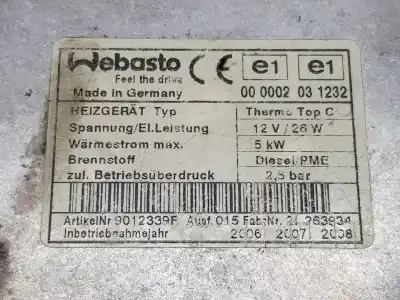 Webasto
Feel the drive
CE e1 e1
Made in Germany 00 0002 03 1232
HEIZGERÄT Typ Thermo Top C
Spannung/El.Leistung 12 V / 26 W
Wärmestrom max. 5 kW
Brennstoff Diesel/PME
zul. Betriebsüberdruck 2,5 bar
ArtikelNr 9012339F Ausf. 015 Fabr.Nr.
Inbetriebnahmejahr 2006 2007 2008